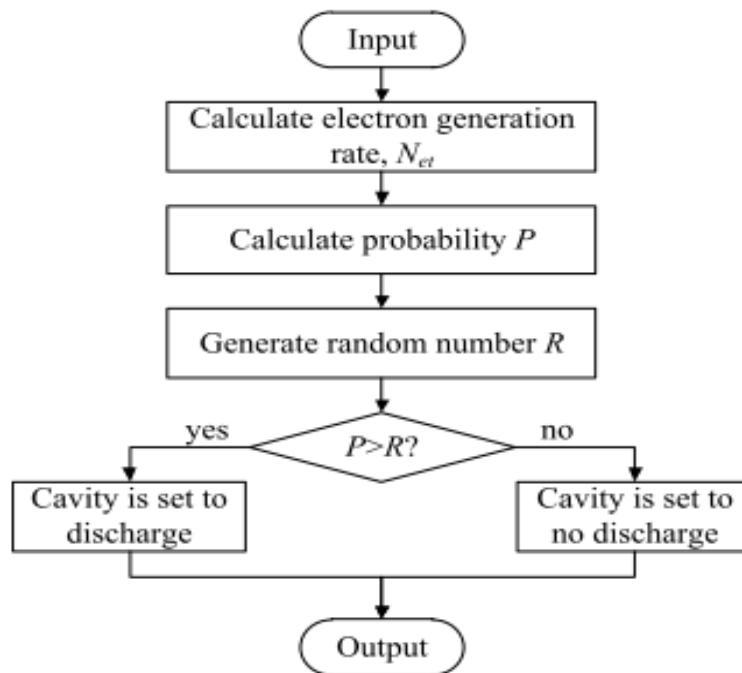 Input
Calculate electron generation
rate, Net
Calculate probability P
Generate random number R
P>R?
yes
no
Cavity is set to
discharge
Cavity is set to
no discharge
Output